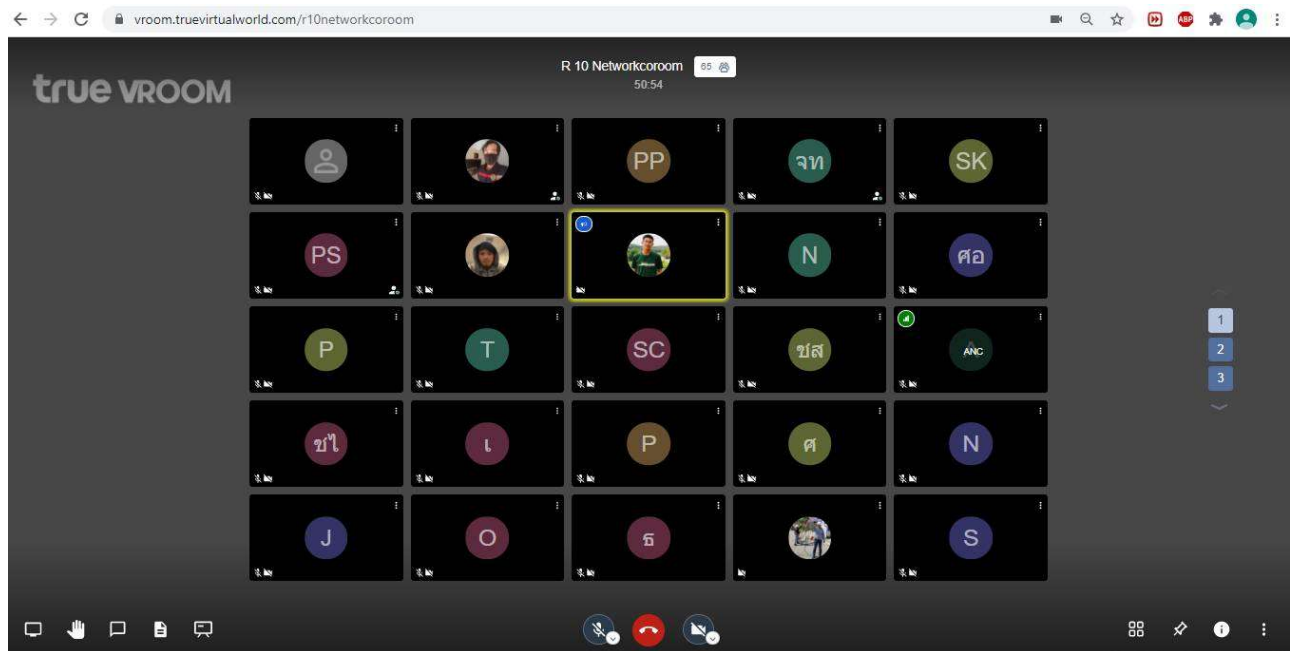 vroom.truevirtualworld.com/r10networkcoroom
ABP
true VROOM
R 10 Networkcoroom 65
50:54
PP จท SK
PS N ศอ
P T SC ชส ANC
ชไ เ P ศ N
J O ธ S
1
2
3